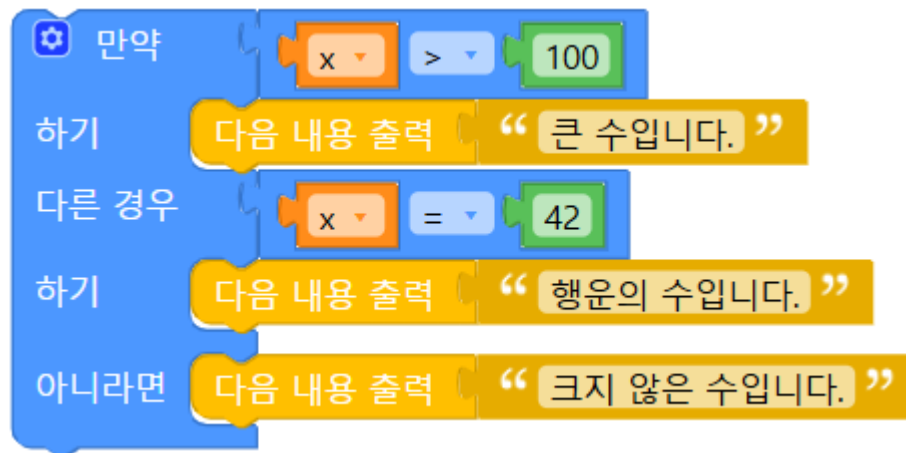 만약 x > 100
하기 다음 내용 출력 “ 큰 수입니다. ”
다른 경우 x = 42
하기 다음 내용 출력 “ 행운의 수입니다. ”
아니라면 다음 내용 출력 “ 크지 않은 수입니다. ”